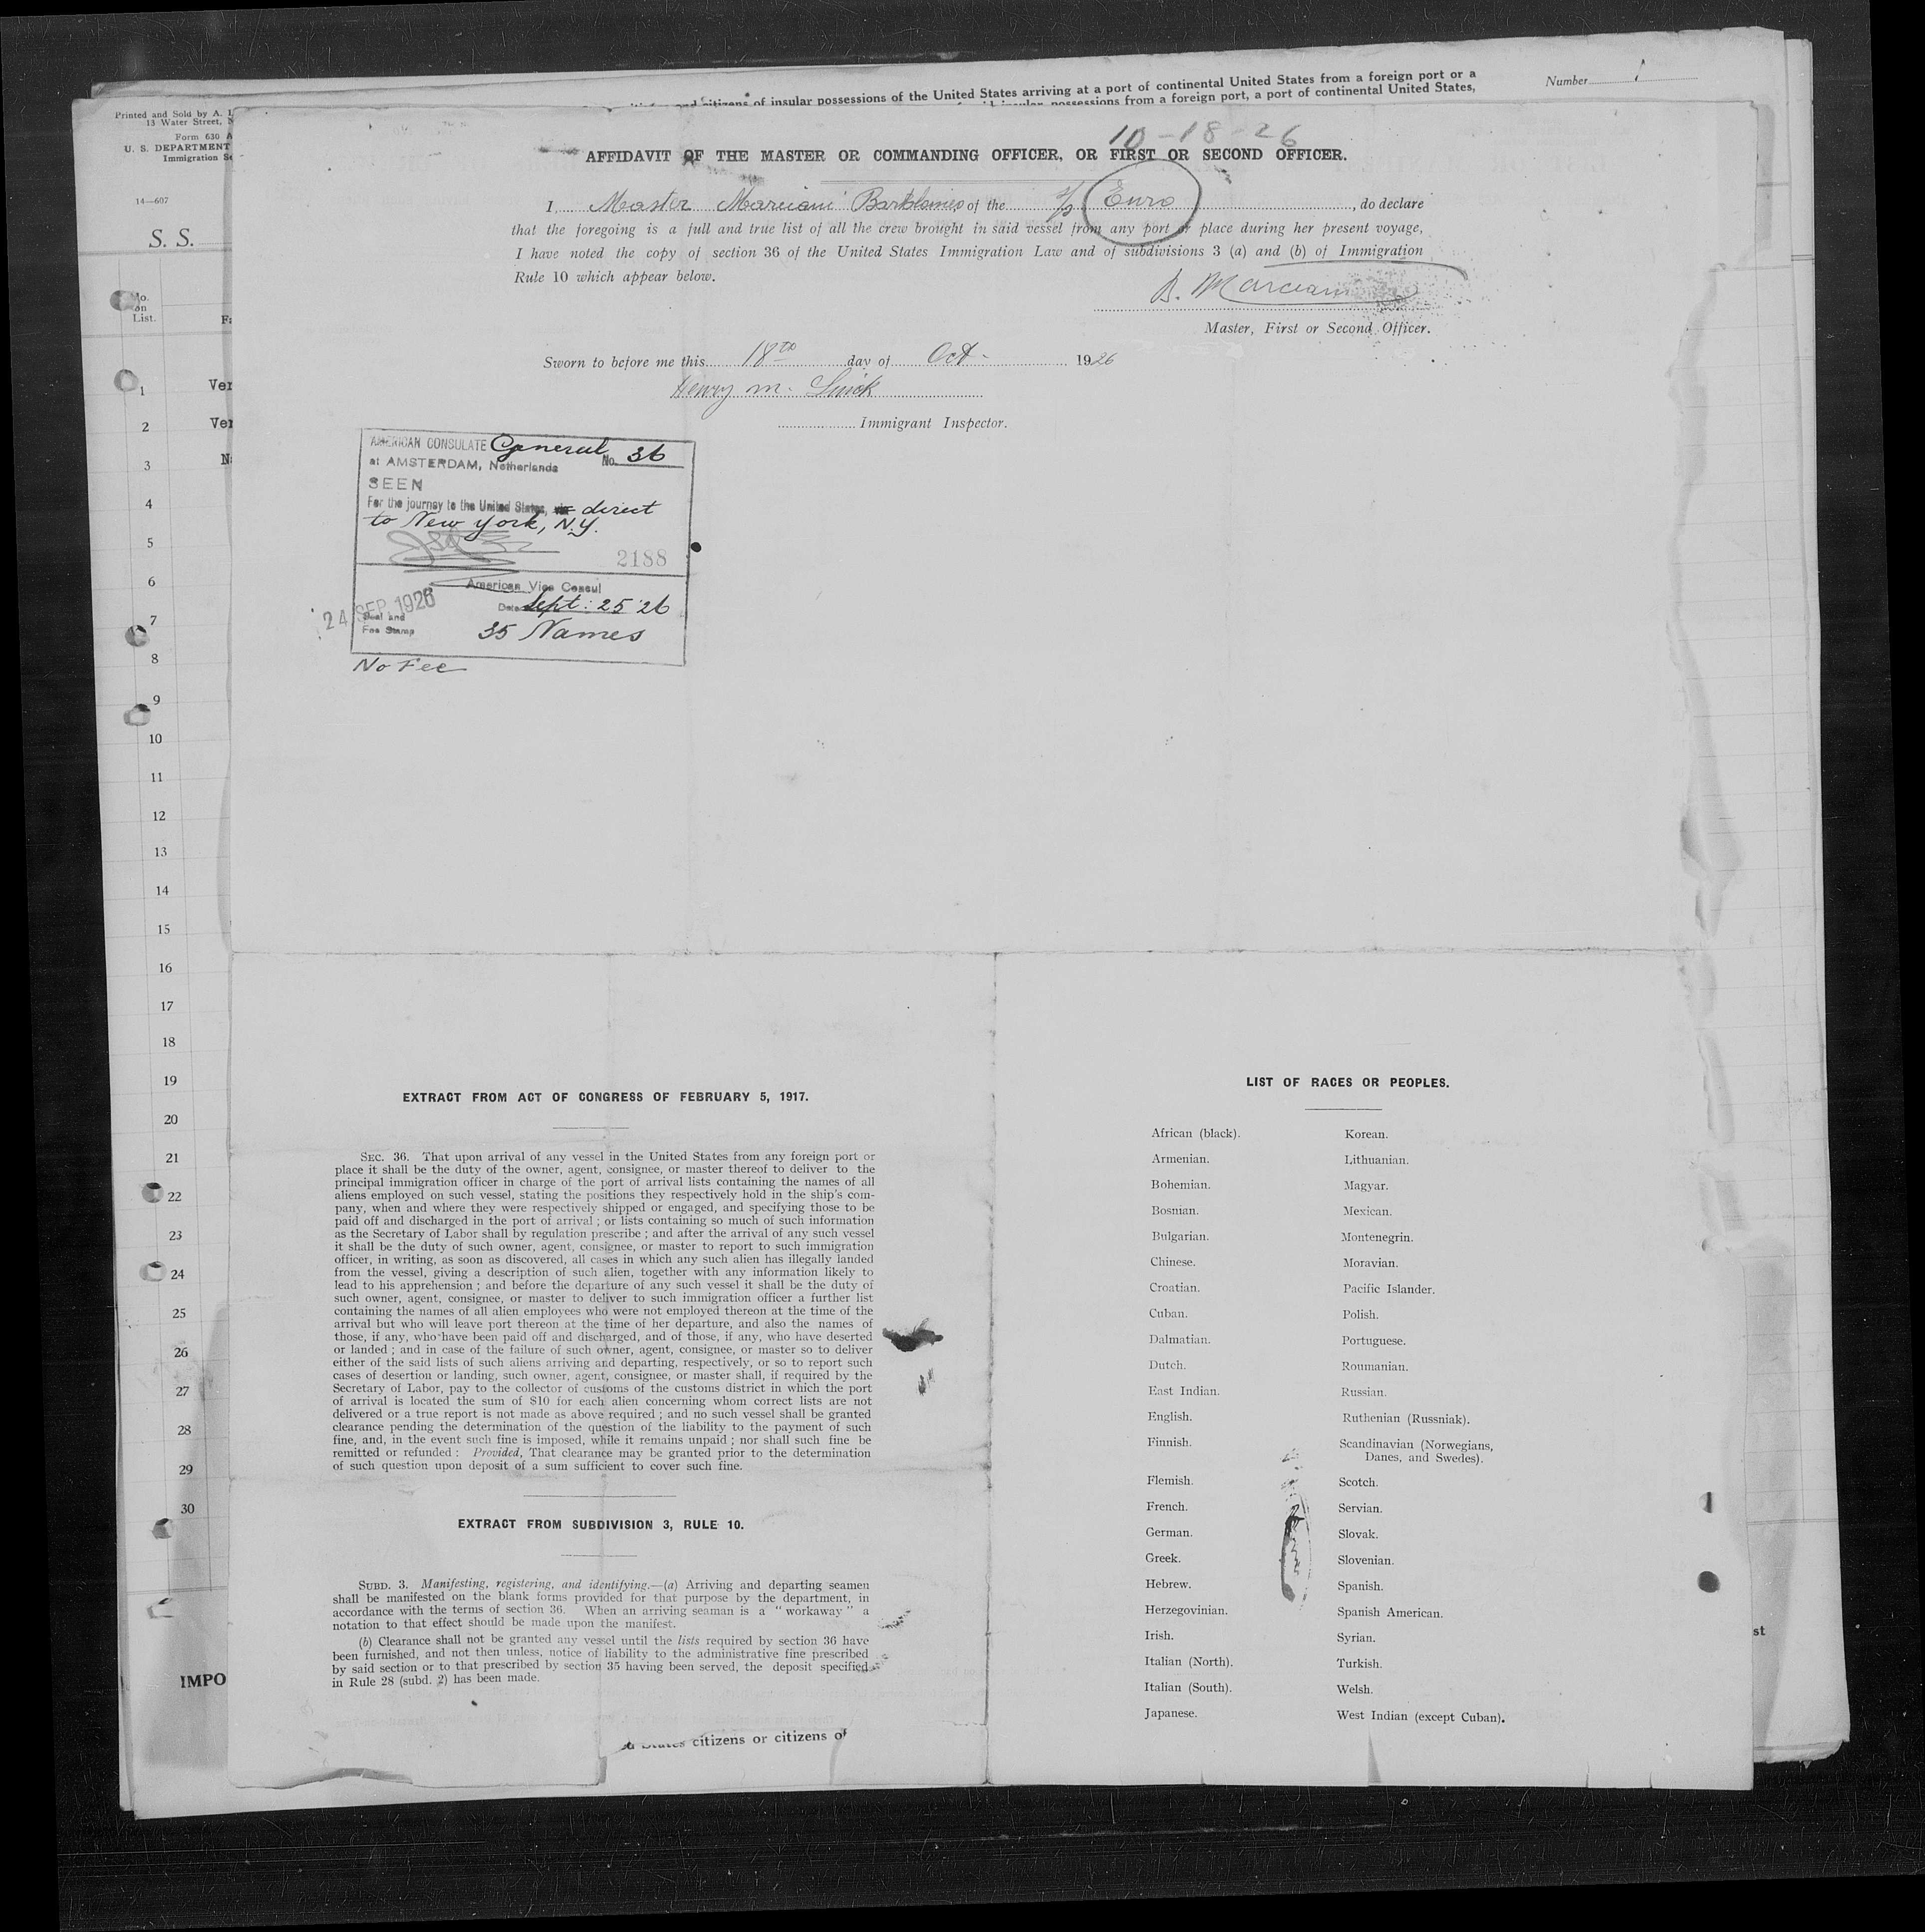 citizens of insular possessions of the United States arriving at a port of continental United States from a foreign port or a
possessions from a foreign port, a port of continental United States,
Number
Printed and Sold by A. L
13 Water Street, N
Form 630 A
U. S. DEPARTMENT
Immigration Se
14—607
S. S.
No. on List.
Fa
1 Ver
2 Ver
3 N
4
5
6
7
8
9
10
11
12
13
14
15
16
17
18
19
20
21
22
23
24
25
26
27
28
29
30
IMPO
10-18-26
AFFIDAVIT OF THE MASTER OR COMMANDING OFFICER, OR FIRST OR SECOND OFFICER.
I, Master Marciani Bartolomeo of the S/S Euro, do declare
that the foregoing is a full and true list of all the crew brought in said vessel from any port or place during her present voyage,
I have noted the copy of section 36 of the United States Immigration Law and of subdivisions 3 (a) and (b) of Immigration
Rule 10 which appear below.
B. Marciani
Master, First or Second Officer.
Sworn to before me this 18th day of Oct- 1926
Henry M.
Immigrant Inspector.
AMERICAN CONSULATE General No. 36
at AMSTERDAM, Netherlands
SEEN
For the journey to the United States, via direct
to New York, N.Y.
2188
American Vice Consul
24 SEP 1926
Date Sept: 25 '26
Seal and
Fee Stamp
35 Names
No Fee
EXTRACT FROM ACT OF CONGRESS OF FEBRUARY 5, 1917.
SEC. 36. That upon arrival of any vessel in the United States from any foreign port or
place it shall be the duty of the owner, agent, consignee, or master thereof to deliver to the
principal immigration officer in charge of the port of arrival lists containing the names of all
aliens employed on such vessel, stating the positions they respectively hold in the ship's com-
pany, when and where they were respectively shipped or engaged, and specifying those to be
paid off and discharged in the port of arrival; or lists containing so much of such information
as the Secretary of Labor shall by regulation prescribe; and after the arrival of any such vessel
it shall be the duty of such owner, agent, consignee, or master to report to such immigration
officer, in writing, as soon as discovered, all cases in which any such alien has illegally landed
from the vessel, giving a description of such alien, together with any information likely to
lead to his apprehension; and before the departure of any such vessel it shall be the duty of
such owner, agent, consignee, or master to deliver to such immigration officer a further list
containing the names of all alien employees who were not employed thereon at the time of the
arrival but who will leave port thereon at the time of her departure, and also the names of
those, if any, who have been paid off and discharged, and of those, if any, who have deserted
or landed; and in case of the failure of such owner, agent, consignee, or master so to deliver
either of the said lists of such aliens arriving and departing, respectively, or so to report such
cases of desertion or landing, such owner, agent, consignee, or master shall, if required by the
Secretary of Labor, pay to the collector of customs of the customs district in which the port
of arrival is located the sum of $10 for each alien concerning whom correct lists are not
delivered or a true report is not made as above required; and no such vessel shall be granted
clearance pending the determination of the question of the liability to the payment of such
fine, and, in the event such fine is imposed, while it remains unpaid; nor shall such fine be
remitted or refunded: Provided, That clearance may be granted prior to the determination
of such question upon deposit of a sum sufficient to cover such fine.
EXTRACT FROM SUBDIVISION 3, RULE 10.
SUBD. 3. Manifesting, registering, and identifying.—(a) Arriving and departing seamen
shall be manifested on the blank forms provided for that purpose by the department, in
accordance with the terms of section 36. When an arriving seaman is a "workaway" a
notation to that effect should be made upon the manifest.
(b) Clearance shall not be granted any vessel until the lists required by section 36 have
been furnished, and not then unless, notice of liability to the administrative fine prescribed
by said section or to that prescribed by section 35 having been served, the deposit specified
in Rule 28 (subd. 2) has been made.
States citizens or citizens of
LIST OF RACES OR PEOPLES.
African (black).
Armenian.
Bohemian.
Bosnian.
Bulgarian.
Chinese.
Croatian.
Cuban.
Dalmatian.
Dutch.
East Indian.
English.
Finnish.
Flemish.
French.
German.
Greek.
Hebrew.
Herzegovinian.
Irish.
Italian (North).
Italian (South).
Japanese.
Korean.
Lithuanian.
Magyar.
Mexican.
Montenegrin.
Moravian.
Pacific Islander.
Polish.
Portuguese.
Roumanian.
Russian.
Ruthenian (Russniak).
Scandinavian (Norwegians,
Danes, and Swedes).
Scotch.
Servian.
Slovak.
Slovenian.
Spanish.
Spanish American.
Syrian.
Turkish.
Welsh.
West Indian (except Cuban).
st